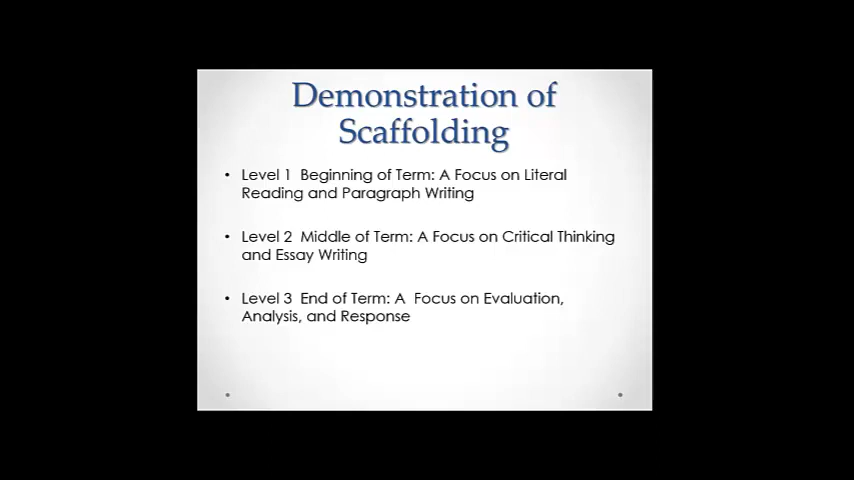 Demonstration of
Scaffolding
• Level 1  Beginning of Term: A Focus on Literal
Reading and Paragraph Writing
• Level 2  Middle of Term: A Focus on Critical Thinking
and Essay Writing
• Level 3  End of Term: A  Focus on Evaluation,
Analysis, and Response